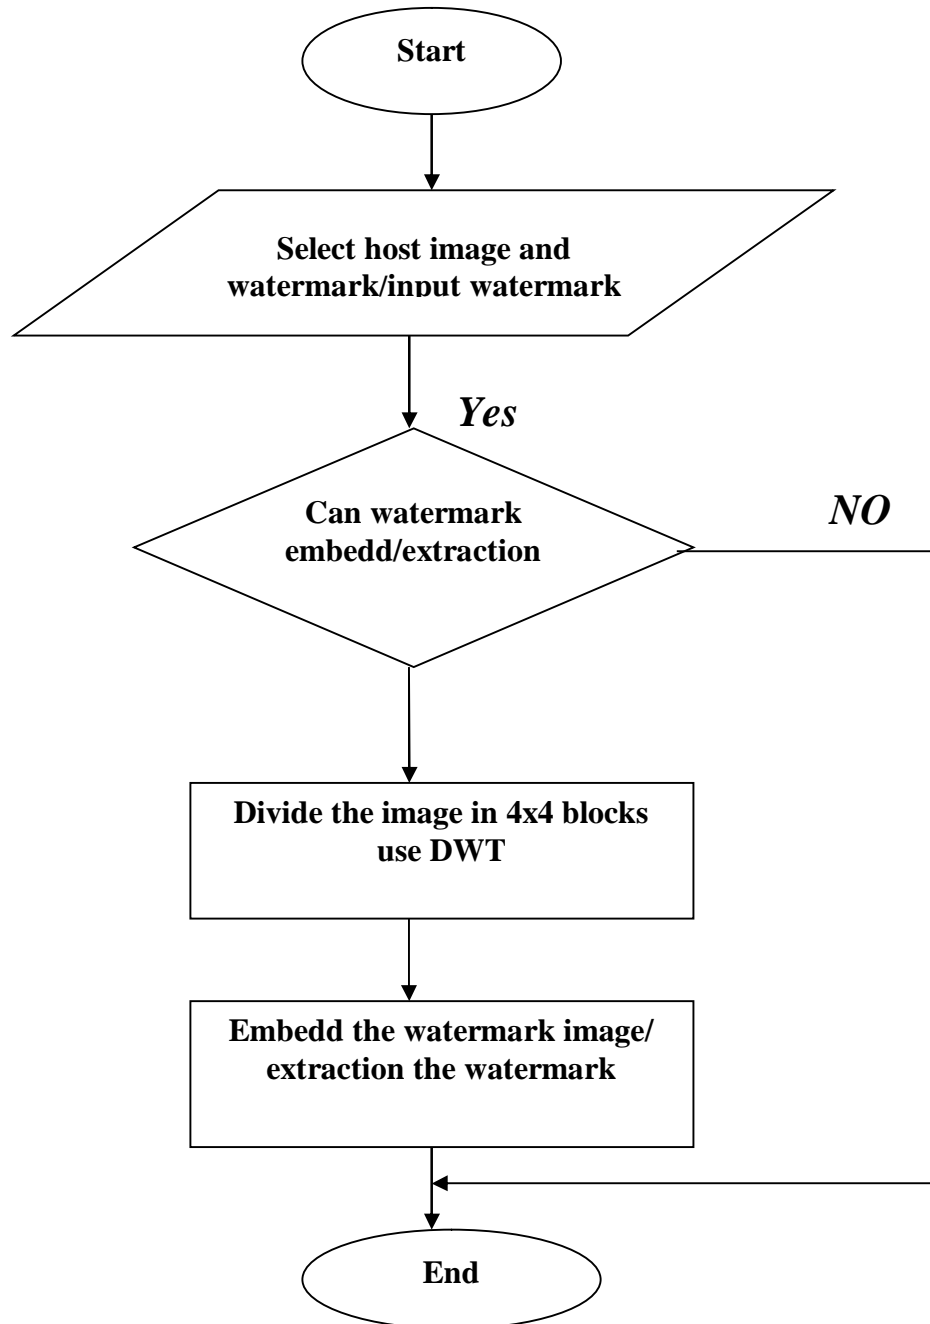 Start
Select host image and
watermark/input watermark
Yes
Can watermark
embedd/extraction
NO
Divide the image in 4x4 blocks
use DWT
Embedd the watermark image/
extraction the watermark
End